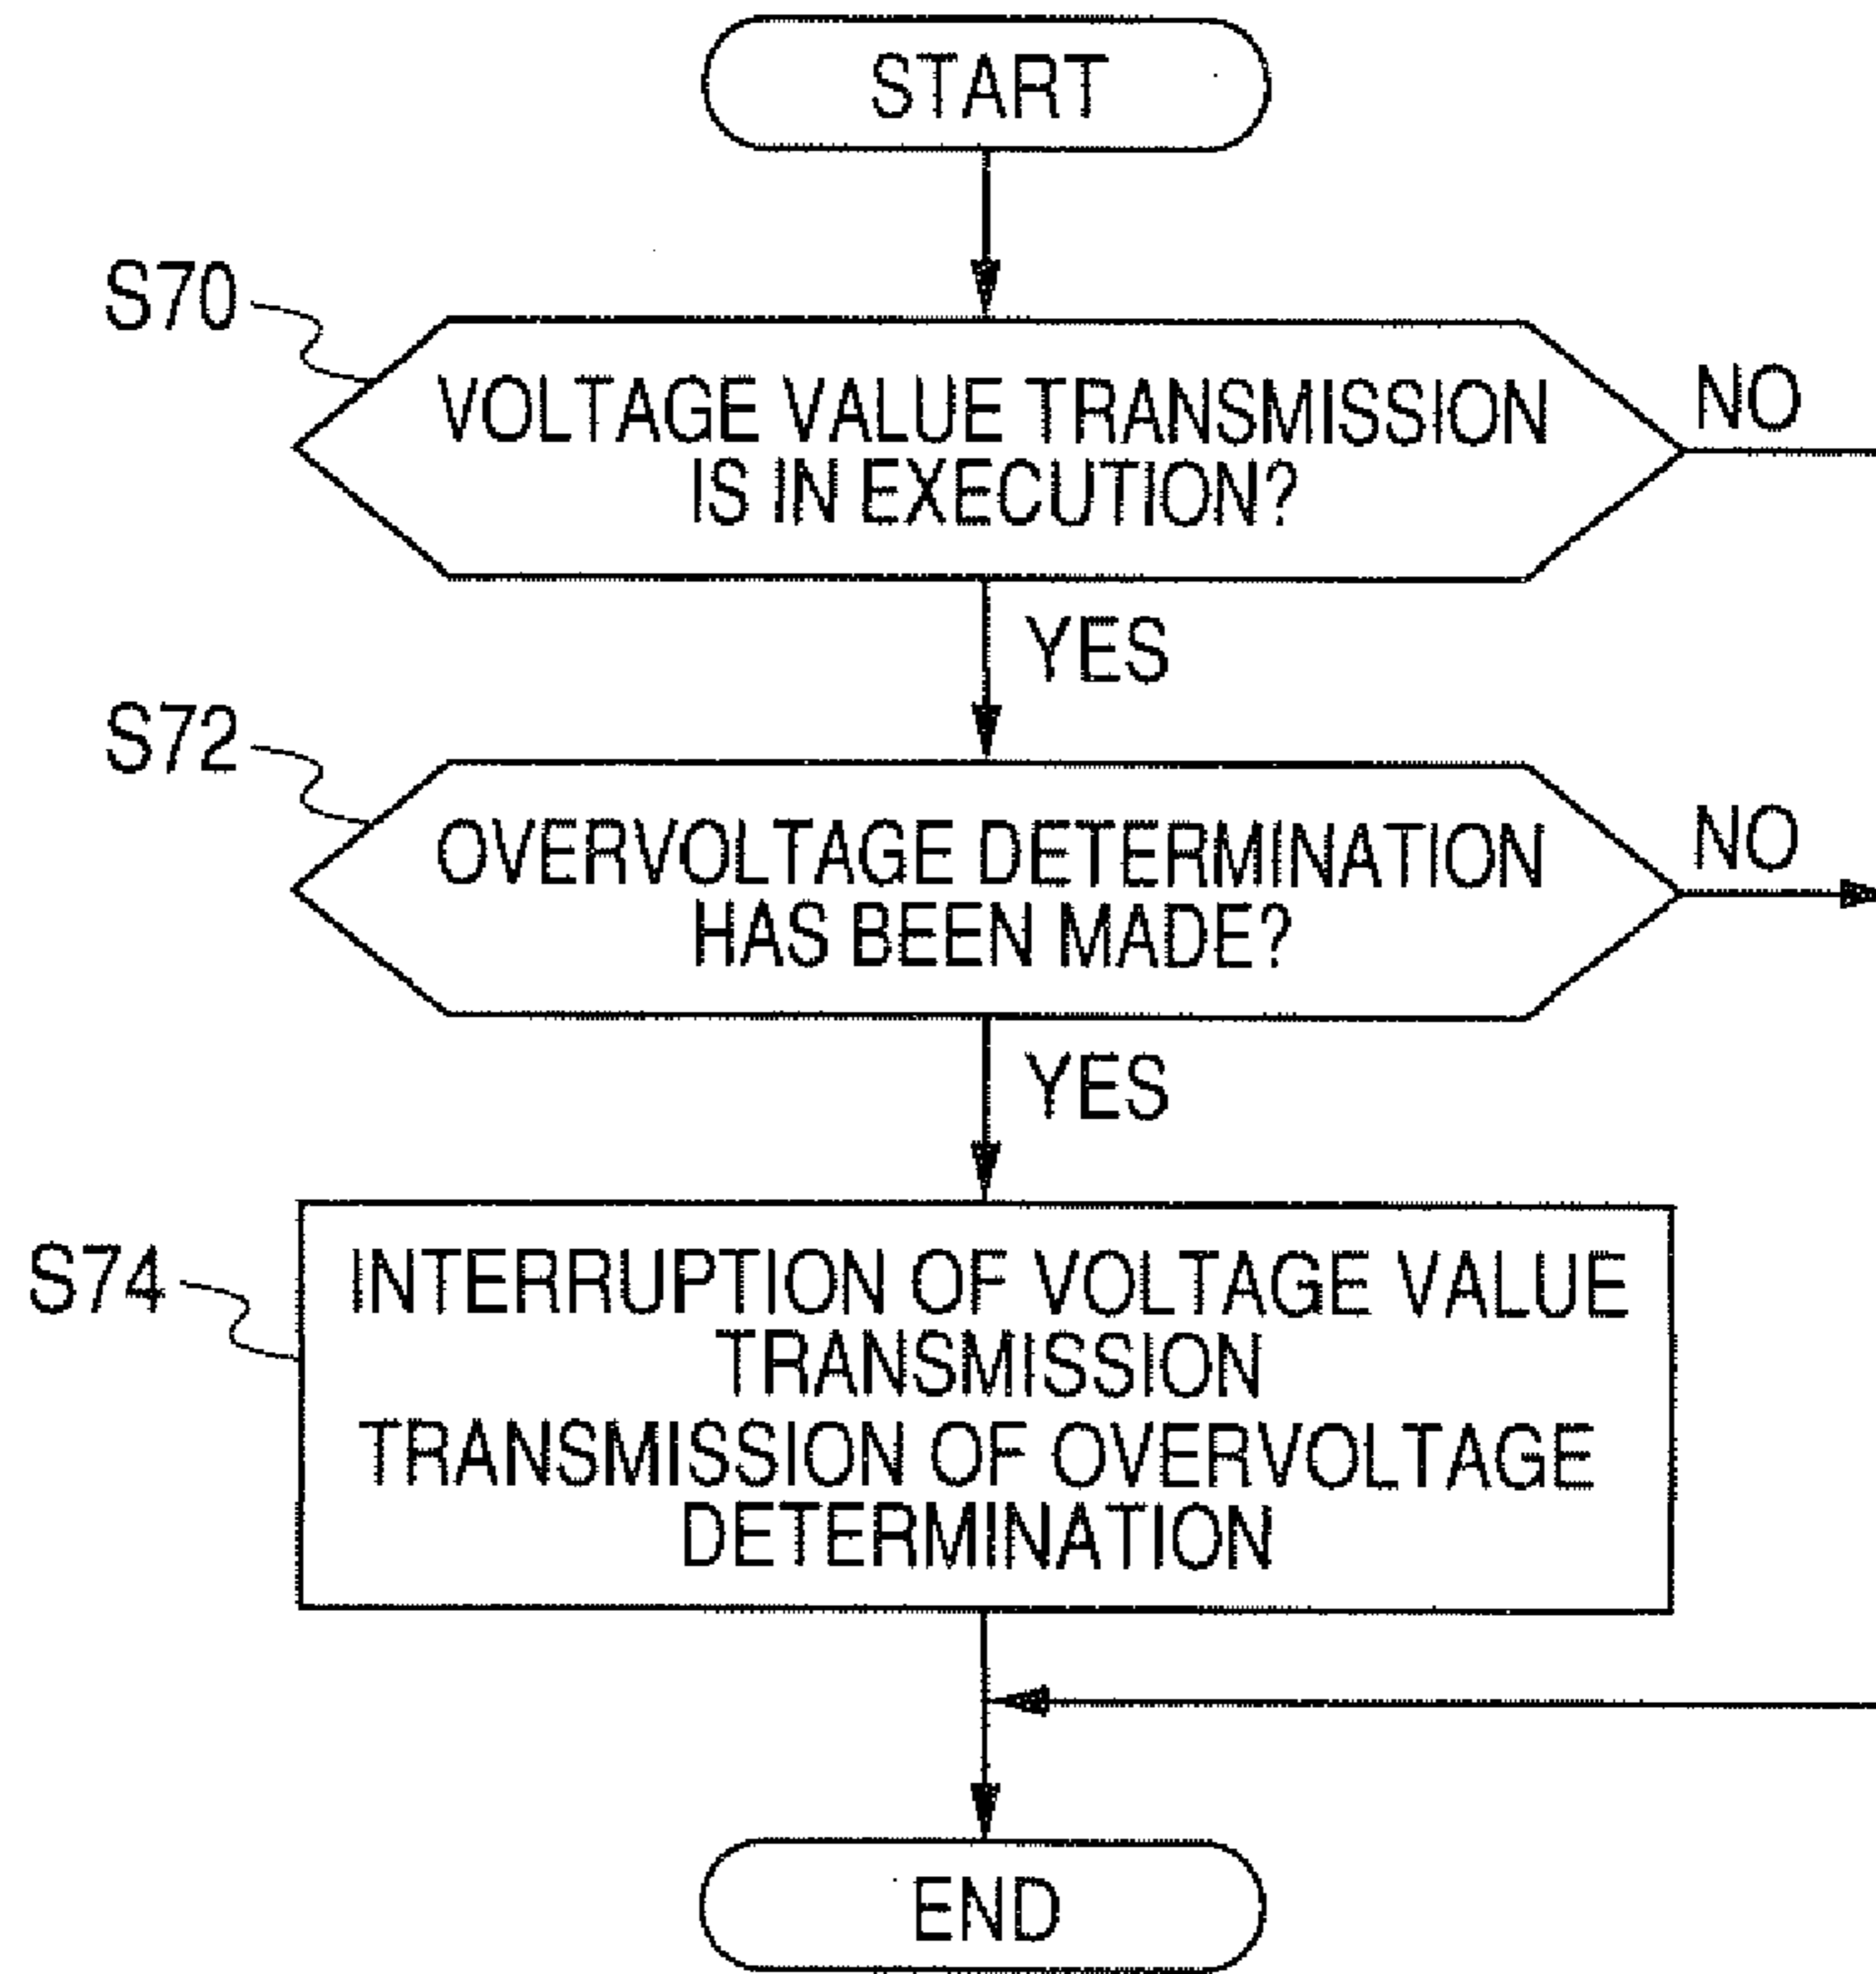 START
S70
VOLTAGE VALUE TRANSMISSION
IS IN EXECUTION?
NO
YES
S72
OVERVOLTAGE DETERMINATION
HAS BEEN MADE?
NO
YES
S74
INTERRUPTION OF VOLTAGE VALUE
TRANSMISSION
TRANSMISSION OF OVERVOLTAGE
DETERMINATION
END